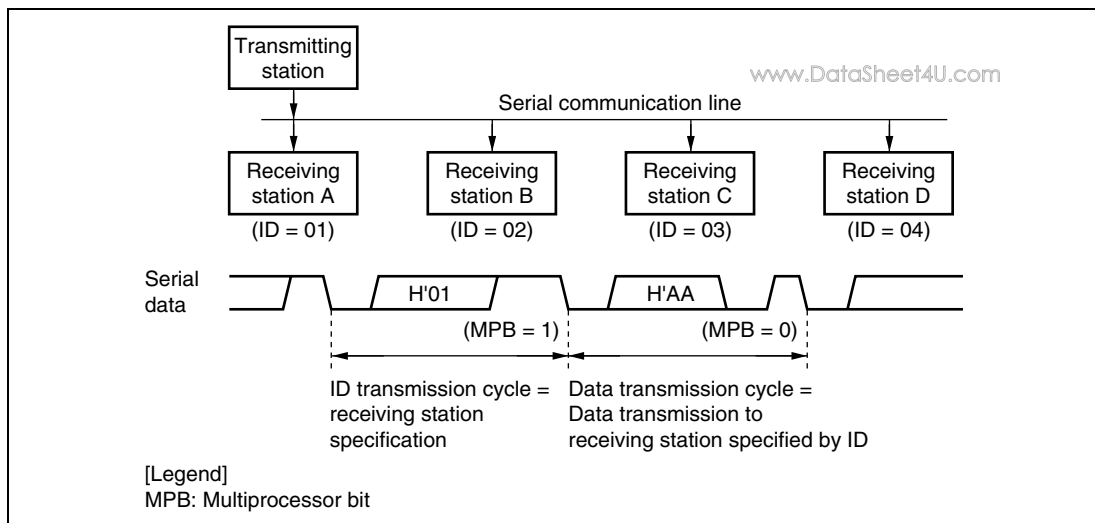 Transmitting
station
www.DataSheet4U.com
Serial communication line
Receiving
station A
Receiving
station B
Receiving
station C
Receiving
station D
(ID = 01)
(ID = 02)
(ID = 03)
(ID = 04)
Serial
data
H'01
H'AA
(MPB = 1)
(MPB = 0)
ID transmission cycle =
receiving station
specification
Data transmission cycle =
Data transmission to
receiving station specified by ID
[Legend]
MPB: Multiprocessor bit